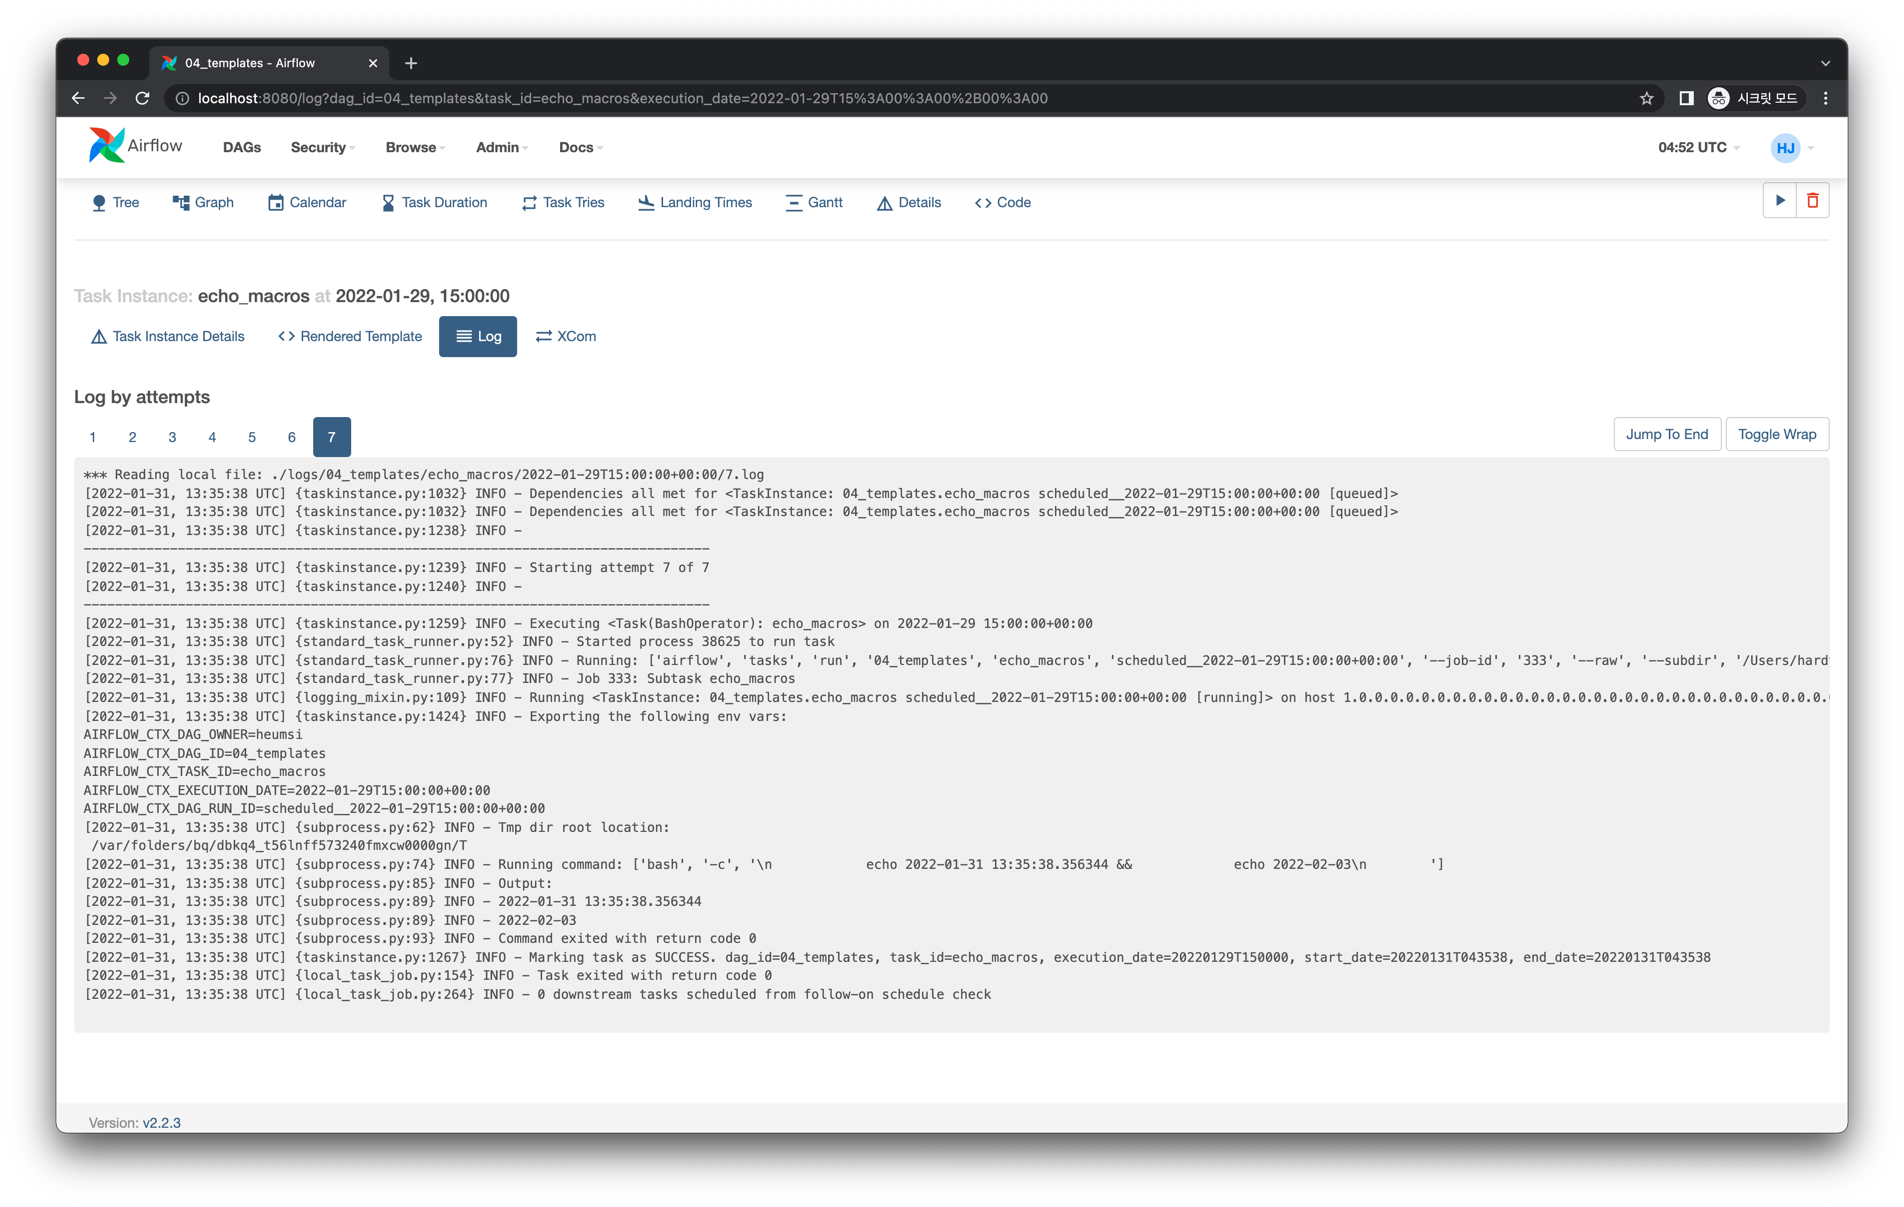 04_templates - Airflow
localhost:8080/log?dag_id=04_templates&task_id=echo_macros&execution_date=2022-01-29T15%3A00%3A00%2B00%3A00
시크릿 모드
Airflow DAGs Security Browse Admin Docs 04:52 UTC HJ
Tree Graph Calendar Task Duration Task Tries Landing Times Gantt Details <> Code
Task Instance: echo_macros at 2022-01-29, 15:00:00
Task Instance Details <> Rendered Template Log XCom
Log by attempts
1 2 3 4 5 6 7
Jump To End Toggle Wrap
*** Reading local file: ./logs/04_templates/echo_macros/2022-01-29T15:00:00+00:00/7.log
[2022-01-31, 13:35:38 UTC] {taskinstance.py:1032} INFO - Dependencies all met for <TaskInstance: 04_templates.echo_macros scheduled__2022-01-29T15:00:00+00:00 [queued]>
[2022-01-31, 13:35:38 UTC] {taskinstance.py:1032} INFO - Dependencies all met for <TaskInstance: 04_templates.echo_macros scheduled__2022-01-29T15:00:00+00:00 [queued]>
[2022-01-31, 13:35:38 UTC] {taskinstance.py:1238} INFO -
--------------------------------------------------------------------------------
[2022-01-31, 13:35:38 UTC] {taskinstance.py:1239} INFO - Starting attempt 7 of 7
[2022-01-31, 13:35:38 UTC] {taskinstance.py:1240} INFO -
--------------------------------------------------------------------------------
[2022-01-31, 13:35:38 UTC] {taskinstance.py:1259} INFO - Executing <Task(BashOperator): echo_macros> on 2022-01-29 15:00:00+00:00
[2022-01-31, 13:35:38 UTC] {standard_task_runner.py:52} INFO - Started process 38625 to run task
[2022-01-31, 13:35:38 UTC] {standard_task_runner.py:76} INFO - Running: ['airflow', 'tasks', 'run', '04_templates', 'echo_macros', 'scheduled__2022-01-29T15:00:00+00:00', '--job-id', '333', '--raw', '--subdir', '/Users/hard
[2022-01-31, 13:35:38 UTC] {standard_task_runner.py:77} INFO - Job 333: Subtask echo_macros
[2022-01-31, 13:35:38 UTC] {logging_mixin.py:109} INFO - Running <TaskInstance: 04_templates.echo_macros scheduled__2022-01-29T15:00:00+00:00 [running]> on host 1.0.0.0.0.0.0.0.0.0.0.0.0.0.0.0.0.0.0.0.0.0.0.0.0.0.0.0.0.0.0.
[2022-01-31, 13:35:38 UTC] {taskinstance.py:1424} INFO - Exporting the following env vars:
AIRFLOW_CTX_DAG_OWNER=heumsi
AIRFLOW_CTX_DAG_ID=04_templates
AIRFLOW_CTX_TASK_ID=echo_macros
AIRFLOW_CTX_EXECUTION_DATE=2022-01-29T15:00:00+00:00
AIRFLOW_CTX_DAG_RUN_ID=scheduled__2022-01-29T15:00:00+00:00
[2022-01-31, 13:35:38 UTC] {subprocess.py:62} INFO - Tmp dir root location:
/var/folders/bq/dbkq4_t56lnff573240fmxcw0000gn/T
[2022-01-31, 13:35:38 UTC] {subprocess.py:74} INFO - Running command: ['bash', '-c', '\n            echo 2022-01-31 13:35:38.356344 &&             echo 2022-02-03\n        ']
[2022-01-31, 13:35:38 UTC] {subprocess.py:85} INFO - Output:
[2022-01-31, 13:35:38 UTC] {subprocess.py:89} INFO - 2022-01-31 13:35:38.356344
[2022-01-31, 13:35:38 UTC] {subprocess.py:89} INFO - 2022-02-03
[2022-01-31, 13:35:38 UTC] {subprocess.py:93} INFO - Command exited with return code 0
[2022-01-31, 13:35:38 UTC] {taskinstance.py:1267} INFO - Marking task as SUCCESS. dag_id=04_templates, task_id=echo_macros, execution_date=20220129T150000, start_date=20220131T043538, end_date=20220131T043538
[2022-01-31, 13:35:38 UTC] {local_task_job.py:154} INFO - Task exited with return code 0
[2022-01-31, 13:35:38 UTC] {local_task_job.py:264} INFO - 0 downstream tasks scheduled from follow-on schedule check
Version: v2.2.3